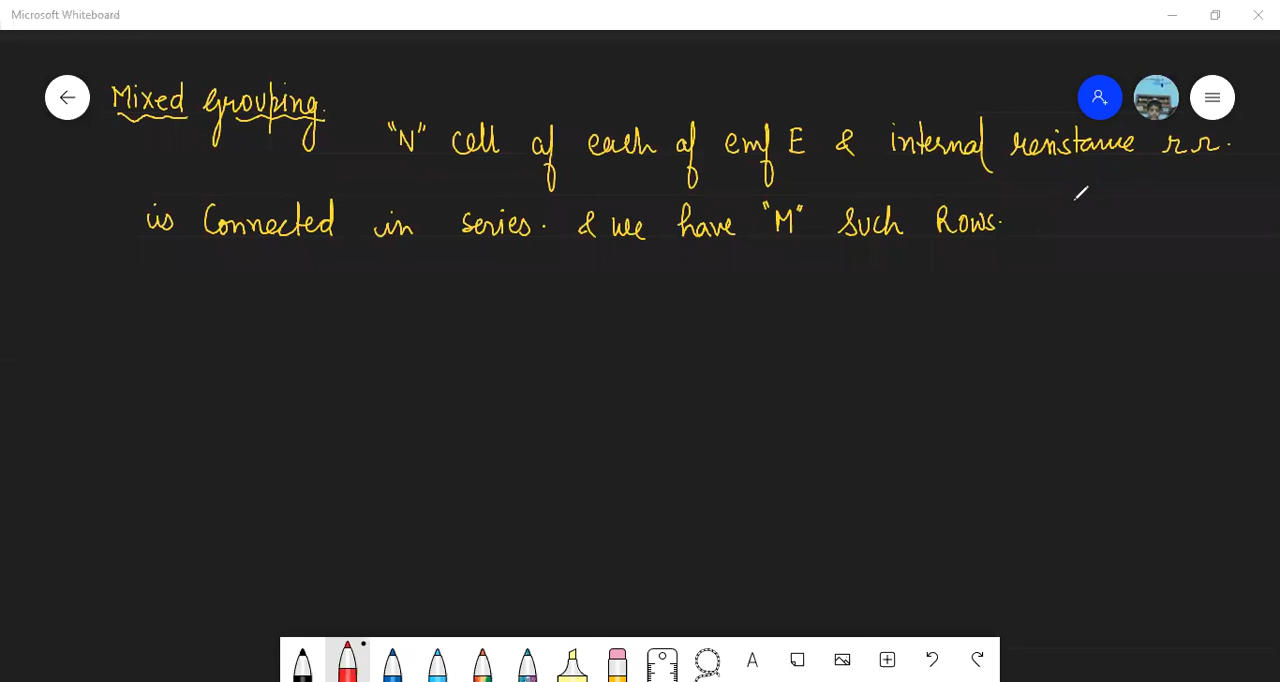 Microsoft Whiteboard
Mixed grouping.
"N" cell of each of emf E & internal resistance r r.
is connected in series. & we have "M" such Rows.
A